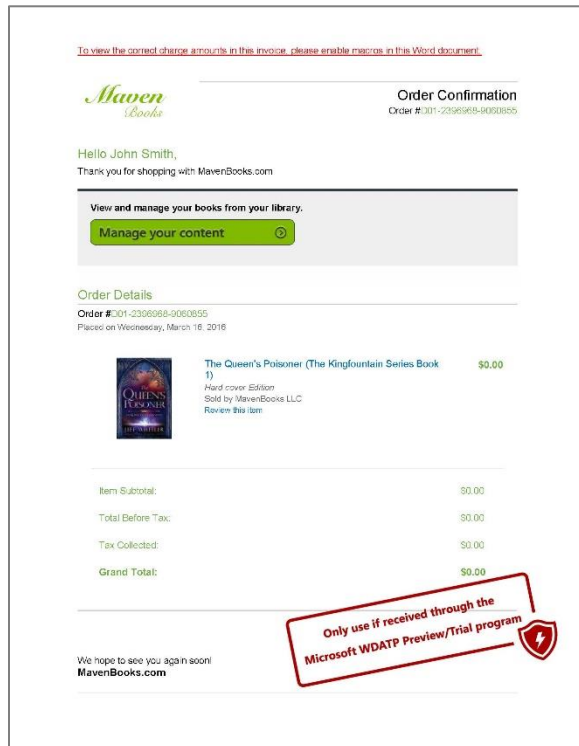 To view the correct charge amounts in this invoice, please enable macros in this Word document.
Maven
Books
Order Confirmation
Order #D01-2396968-9060855
Hello John Smith,
Thank you for shopping with MavenBooks.com
View and manage your books from your library.
Manage your content
Order Details
Order #D01-2396968-9060855
Placed on Wednesday, March 16, 2016
The Queen's Poisoner (The Kingfountain Series Book
1)
$0.00
Hard cover Edition
Sold by MavenBooks LLC
Review this item
THE
QUEEN'S
POISONER
Item Subtotal:
$0.00
Total Before Tax:
$0.00
Tax Collected:
$0.00
Grand Total:
$0.00
Only use if received through the
Microsoft WDATP Preview/Trial program
We hope to see you again soon!
MavenBooks.com